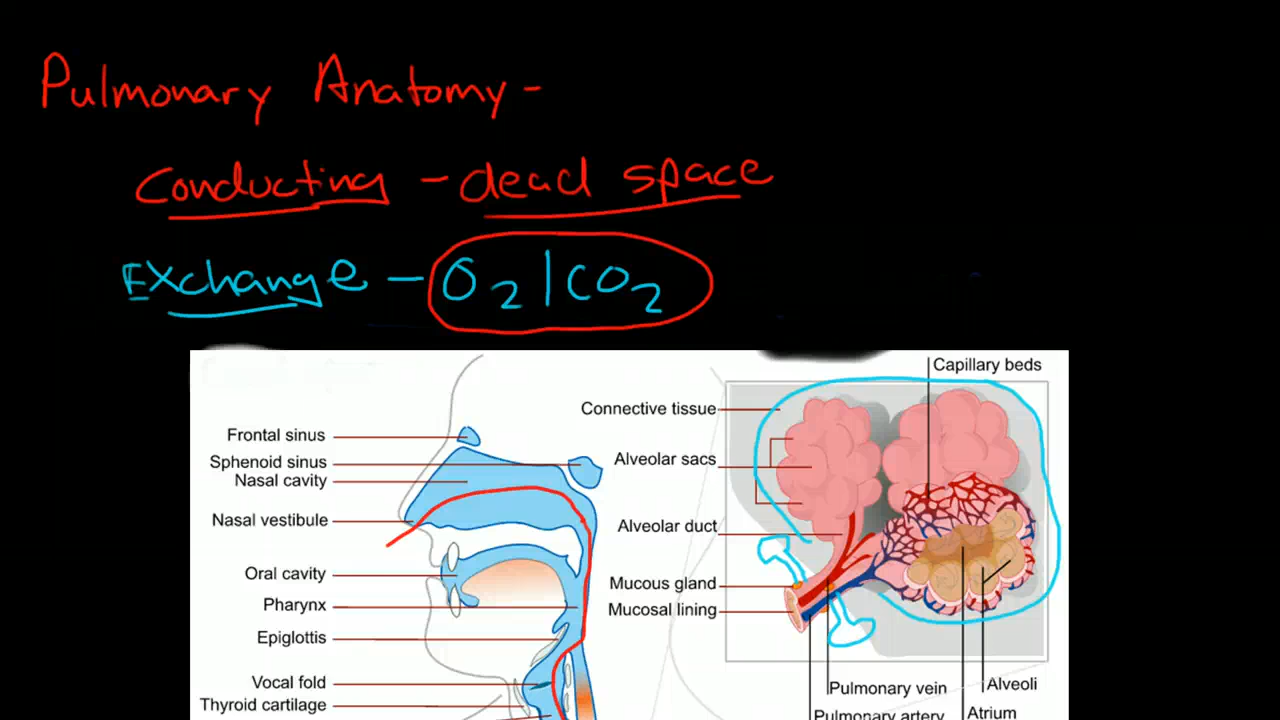 Pulmonary Anatomy -
Conducting - dead space
Exchange - O2/CO2
Frontal sinus
Sphenoid sinus
Nasal cavity
Nasal vestibule
Oral cavity
Pharynx
Epiglottis
Vocal fold
Thyroid cartilage
Capillary beds
Connective tissue
Alveolar sacs
Alveolar duct
Mucous gland
Mucosal lining
Pulmonary vein
Alveoli
Pulmonary artery
Atrium